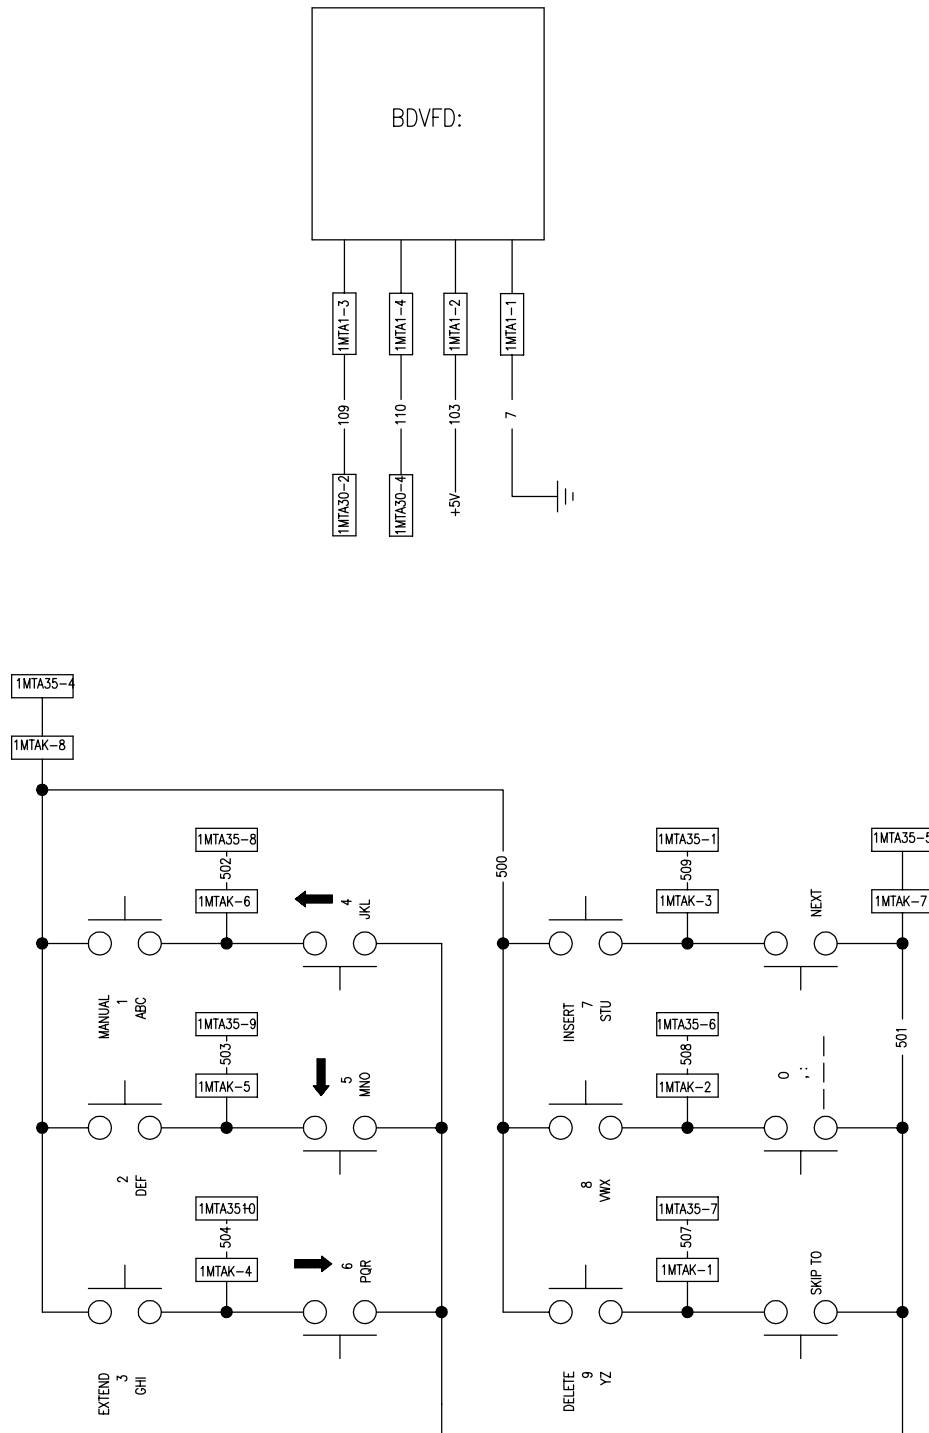 BDVFD:
1MTA1-3
1MTA1-4
1MTA1-2
1MTA1-1
109
110
103
7
1MTA30-2
1MTA30-4
+5V
1MTA35-4
1MTAK-8
1MTA35-8
502
1MTAK-6
4
JKL
500
1MTA35-1
509
1MTAK-3
NEXT
1MTA35-5
1MTAK-7
MANUAL
1
ABC
1MTA35-9
503
1MTAK-5
5
MNO
INSERT
7
STU
1MTA35-6
508
1MTAK-2
0
,:
501
2
DEF
1MTA35-10
504
1MTAK-4
6
PQR
8
VWX
1MTA35-7
507
1MTAK-1
SKIP TO
EXTEND
3
GHI
DELETE
9
YZ